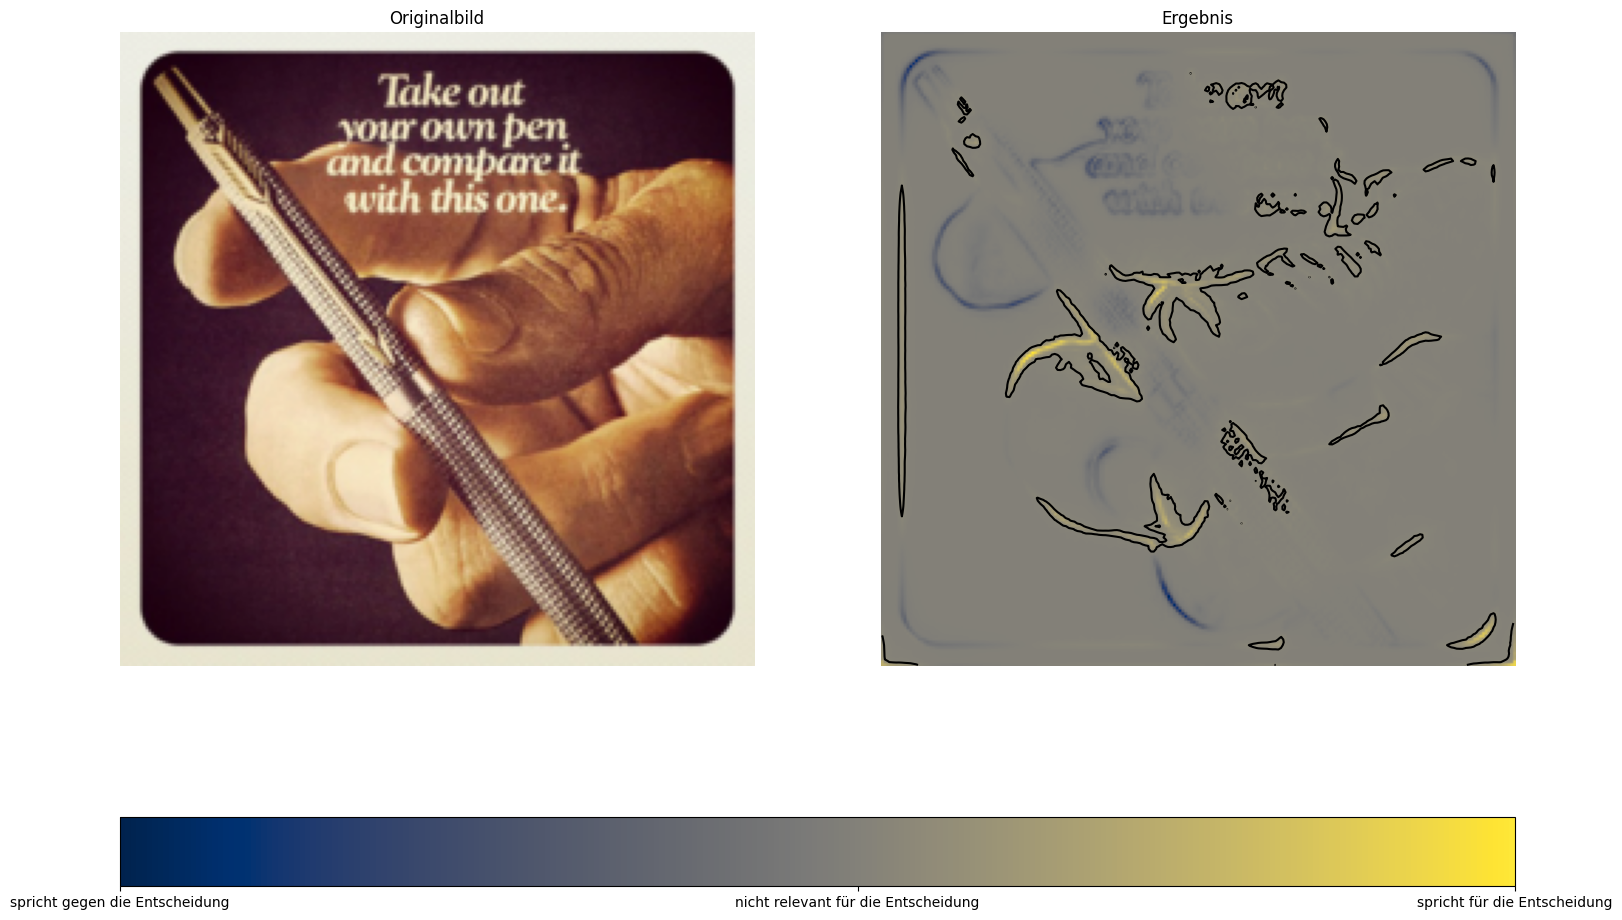 Originalbild
Ergebnis
Take out
your own pen
and compare it
with this one.
spricht gegen die Entscheidung
nicht relevant für die Entscheidung
spricht für die Entscheidung